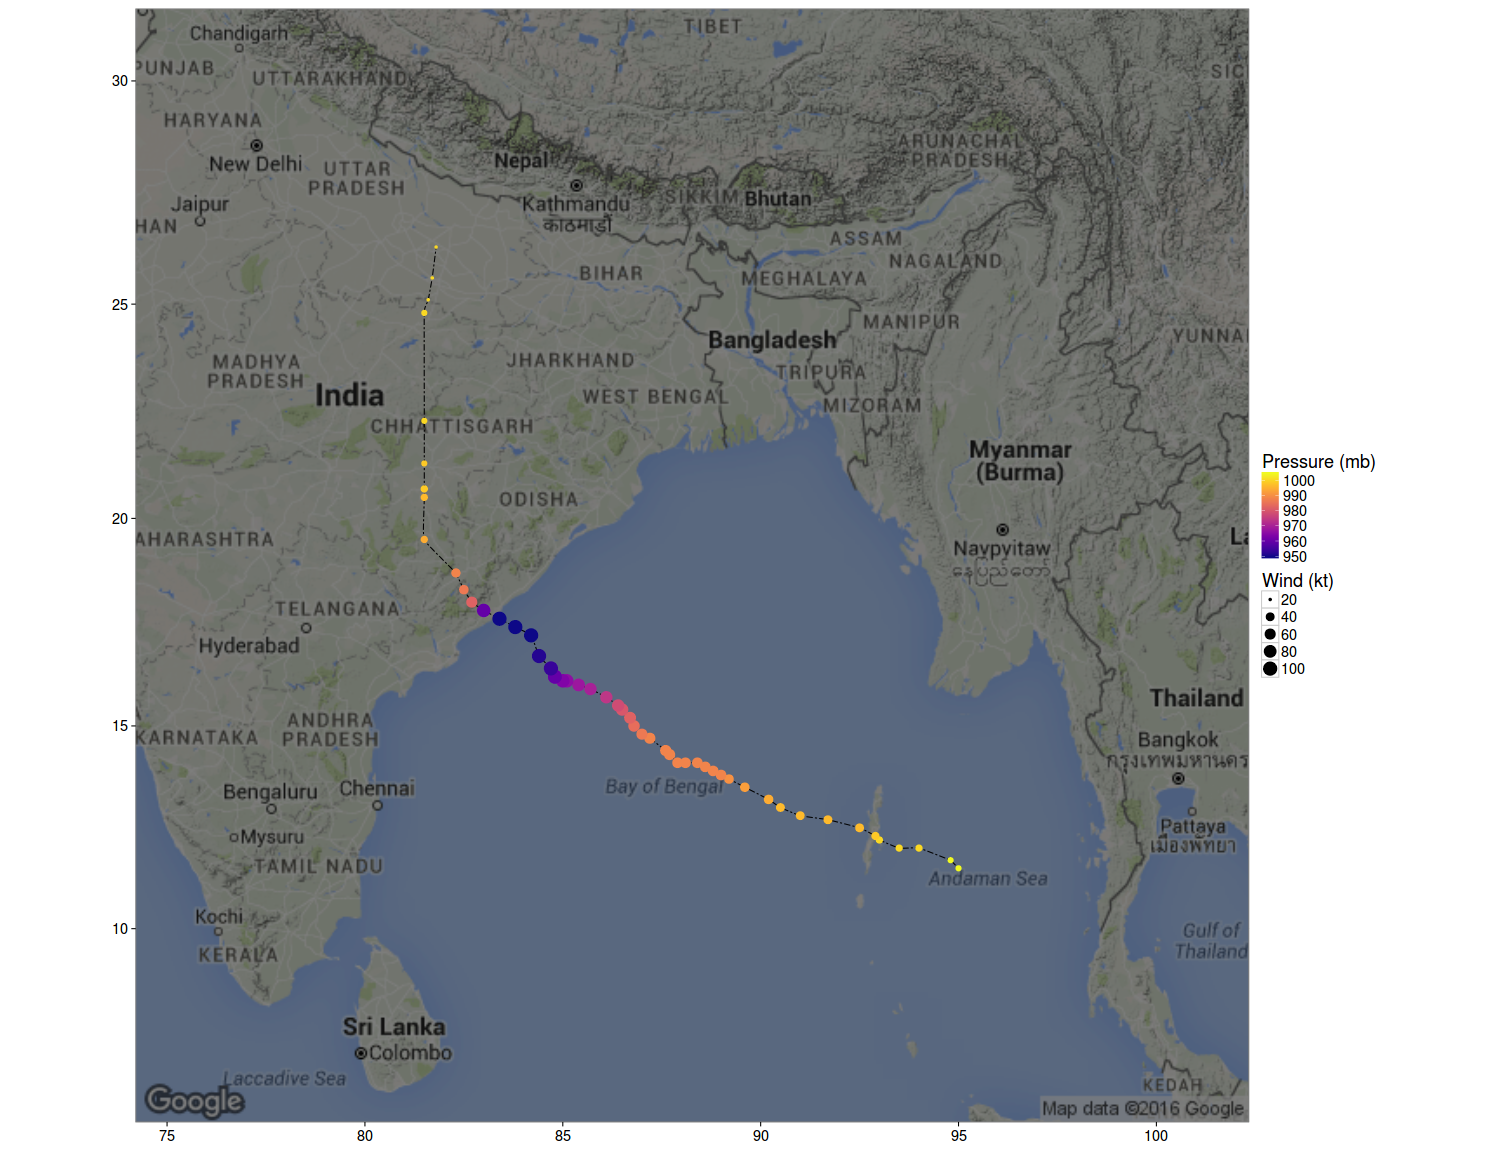 Chandigarh
TIBET
PUNJAB
UTTARAKHAND
SIC
30
HARYANA
ARUNACHAL
PRADESH
New Delhi
Nepal
UTTAR
PRADESH
Jaipur
Kathmandu
काठमाडौं
SIKKIM
Bhutan
HAN
ASSAM
NAGALAND
BIHAR
MEGHALAYA
25
MANIPUR
Bangladesh
YUNNA
MADHYA
PRADESH
JHARKHAND
TRIPURA
India
WEST BENGAL
MIZORAM
CHHATTISGARH
Myanmar
(Burma)
ODISHA
20
AHARASHTRA
La
Naypyitaw
နေပြည်တော်
TELANGANA
Hyderabad
Thailand
15
ANDHRA
PRADESH
KARNATAKA
Bangkok
กรุงเทพมหานคร
Bay of Bengal
Bengaluru
Chennai
Mysuru
Pattaya
เมืองพัทยา
TAMIL NADU
Andaman Sea
Kochi
10
KERALA
Gulf of
Thailand
Sri Lanka
Colombo
Laccadive Sea
KEDAH
Google
Map data ©2016 Google
75
80
85
90
95
100
Pressure (mb)
1000
990
980
970
960
950
Wind (kt)
20
40
60
80
100